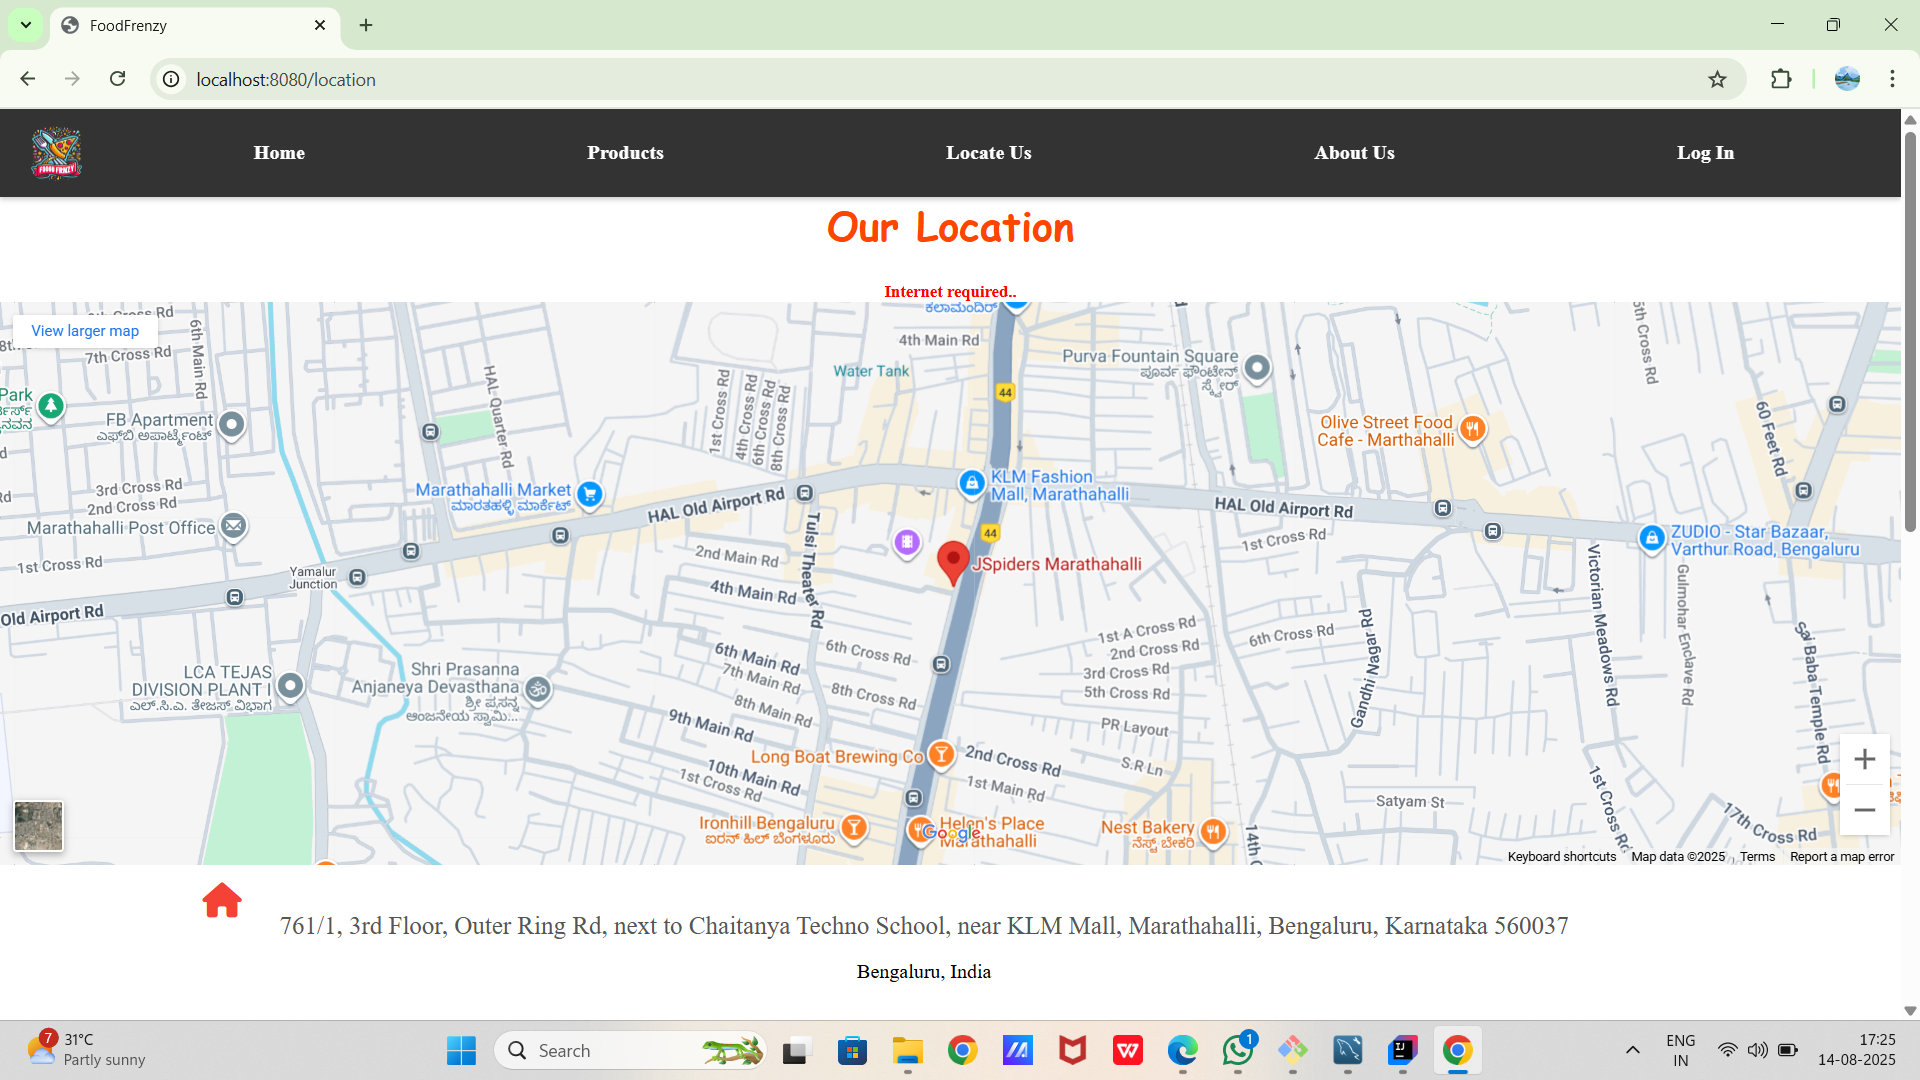 FoodFrenzy
localhost:8080/location
FOOD FRNZY
Home
Products
Locate Us
About Us
Log In
Our Location
Internet required..
View larger map
7th Cross Rd
6th Main Rd
Park
FB Apartment
ಎಫ್‌ಬಿ ಅಪಾರ್ಟ್ಮೆಂಟ್
HAL Quarter-Rd
3rd Cross Rd
2nd Cross Rd
Marathahalli Post Office
1st Cross Rd
Marathahalli Market
ಮಾರತಹಳ್ಳಿ ಮಾರ್ಕೆಟ್
HAL Old Airport Rd
Yamalur
Junction
Old Airport Rd
Water Tank
4th Main Rd
ಕಲಾಮಂದಿರ್
1st Cross Rd
4th Cross Rd
6th Cross Rd
8th Cross Rd
44
Purva Fountain Square
ಪೂರ್ವ ಫೌಂಟೇನ್
ಸ್ಕ್ವೇರ್
Olive Street Food
Cafe - Marthahalli
60 Feet Rd
KLM Fashion
Mall, Marathahalli
HAL Old Airport Rd
1st Cross Rd
ZUDIO - Star Bazaar,
Varthur Road, Bengaluru
44
JSpiders Marathahalli
Tulsi Theater Rd
2nd Main Rd
4th Main Rd
6th Cross Rd
6th Main Rd
7th Main Rd
8th Main Rd
8th Cross Rd
9th Main Rd
10th Main Rd
1st Cross Rd
1st A Cross Rd
2nd Cross Rd
3rd Cross Rd
5th Cross Rd
PR Layout
6th Cross Rd
Gandhi Nagar Rd
Victorian Meadows Rd
Gulmohar Enclave Rd
Sai Baba Temple Rd
LCA TEJAS
DIVISION PLANT I
ಎಲ್.ಸಿ.ಎ. ತೇಜಸ್ ವಿಭಾಗ
Shri Prasanna
Anjaneya Devasthana
ಶ್ರೀ ಪ್ರಸನ್ನ
ಆಂಜನೇಯ ಸ್ವಾಮಿ...
Long Boat Brewing Co
2nd Cross Rd
1st Main Rd
S.R Ln
Satyam St
1st Cross Rd
17th Cross Rd
Ironhill Bengaluru
ಐರನ್ ಹಿಲ್ ಬೆಂಗಳೂರು
Google
Helen's Place
Marathahalli
Nest Bakery
ನೆಸ್ಟ್ ಬೇಕರಿ
14th C
Keyboard shortcuts
Map data ©2025
Terms
Report a map error
761/1, 3rd Floor, Outer Ring Rd, next to Chaitanya Techno School, near KLM Mall, Marathahalli, Bengaluru, Karnataka 560037
Bengaluru, India
7
31°C
Partly sunny
Search
1
ENG
IN
17:25
14-08-2025